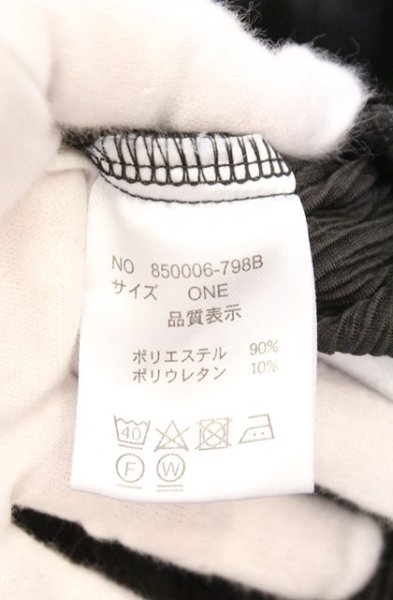 NO 850006-798B
サイズ ONE
品質表示
ポリエステル 90%
ポリウレタン 10%
40
F W